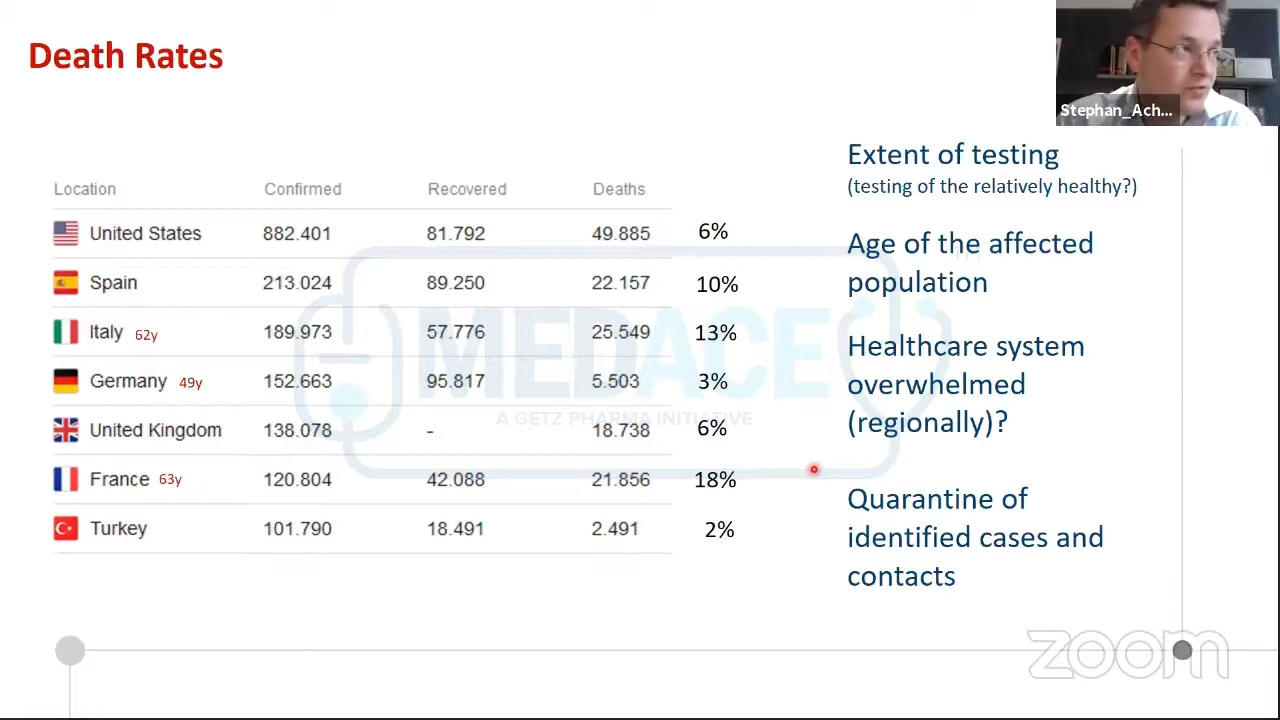 Death Rates
Stephan_Ach...
Location Confirmed Recovered Deaths
United States 882.401 81.792 49.885 6%
Spain 213.024 89.250 22.157 10%
Italy 62y 189.973 57.776 25.549 13%
Germany 49y 152.663 95.817 5.503 3%
United Kingdom 138.078 - 18.738 6%
France 63y 120.804 42.088 21.856 18%
Turkey 101.790 18.491 2.491 2%
MEDACE
A GETZ PHARMA INITIATIVE
Extent of testing
(testing of the relatively healthy?)
Age of the affected
population
Healthcare system
overwhelmed
(regionally)?
Quarantine of
identified cases and
contacts
zoom